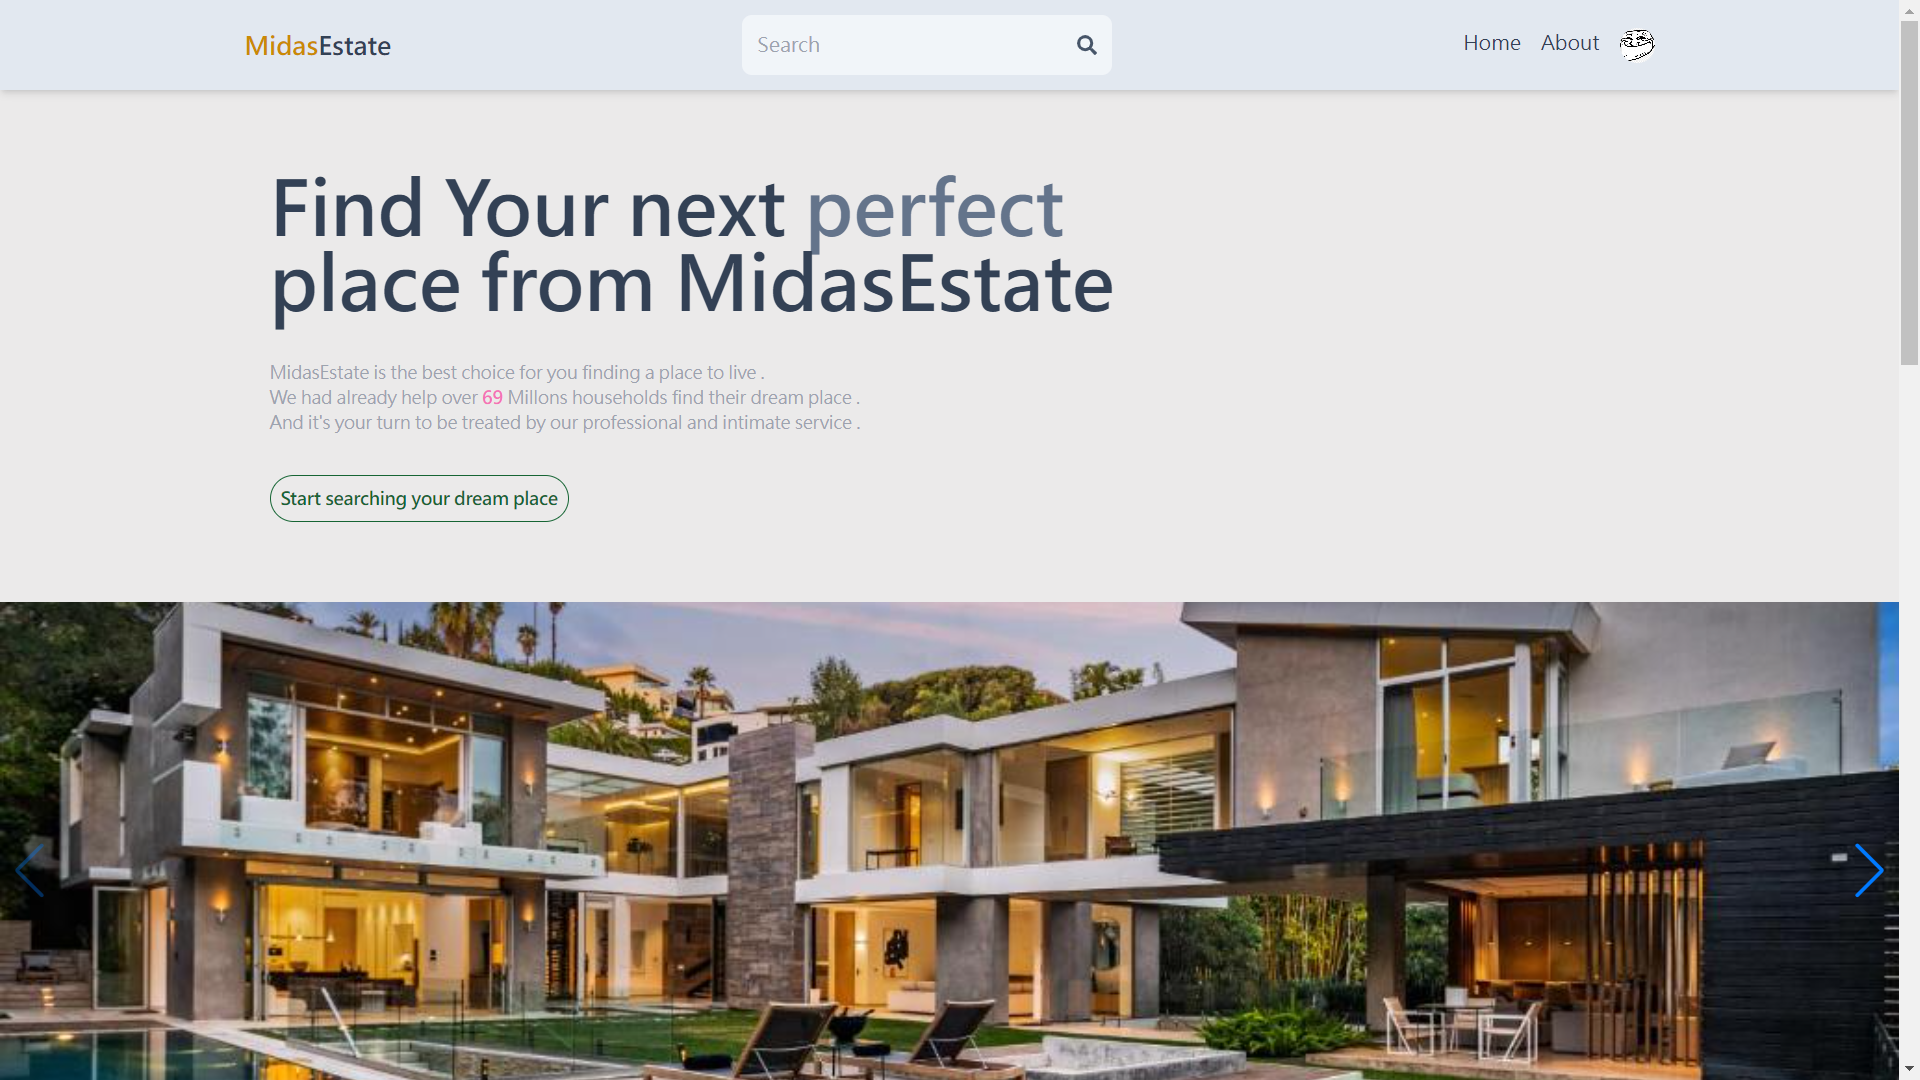 MidasEstate
Search
Home
About
Find Your next perfect
place from MidasEstate
MidasEstate is the best choice for you finding a place to live .
We had already help over 69 Millons households find their dream place .
And it's your turn to be treated by our professional and intimate service .
Start searching your dream place